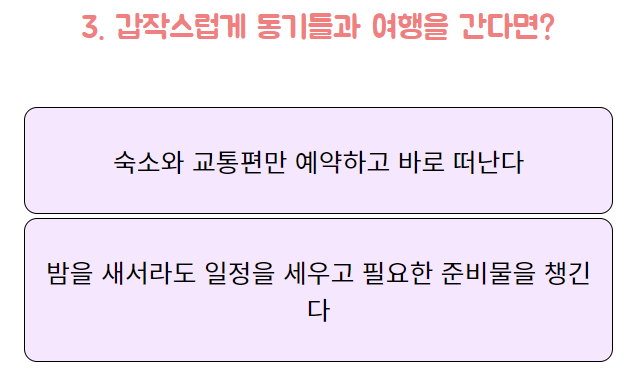 3. 갑작스럽게 동기들과 여행을 간다면?
숙소와 교통편만 예약하고 바로 떠난다
밤을 새서라도 일정을 세우고 필요한 준비물을 챙긴
다